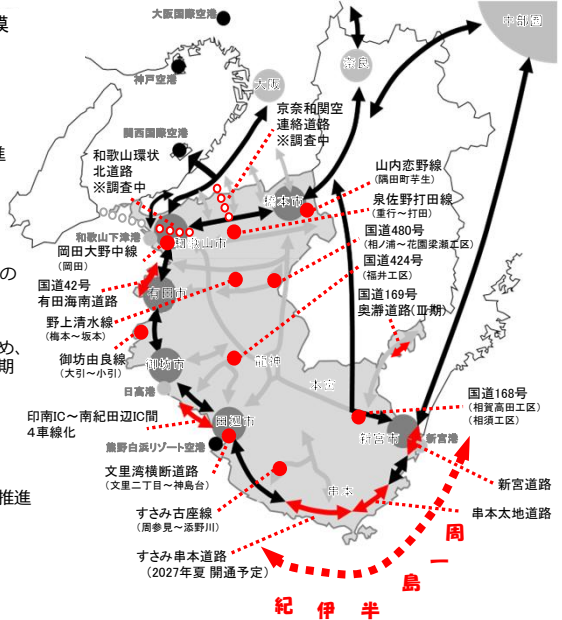 模
進
の
め、
期
推進
大阪国際空港
中部圏
神戸空港
奈良
大阪
関西国際空港
京奈和関空
連絡道路
※調査中
和歌山環状
北道路
※調査中
山内恋野線
(隅田町芋生)
橋本市
泉佐野打田線
(重行~打田)
和歌山下津港
和歌山市
岡田大野中線
(岡田)
国道480号
(相ノ浦~花園梁瀬工区)
国道424号
(福井工区)
国道42号
有田海南道路
有田市
国道169号
奥瀞道路(Ⅲ期)
野上清水線
(梅本~坂本)
御坊由良線
(大引~小引)
御坊市
龍神
本宮
日高港
印南IC~南紀田辺IC間
4車線化
田辺市
国道168号
(相賀高田工区)
(相須工区)
新宮市
新宮港
熊野白浜リゾート空港
文里湾横断道路
(文里二丁目~神島台)
新宮道路
串本
すさみ古座線
(周参見~添野川)
串本太地道路
すさみ串本道路
(2027年夏 開通予定)
紀伊半島一周